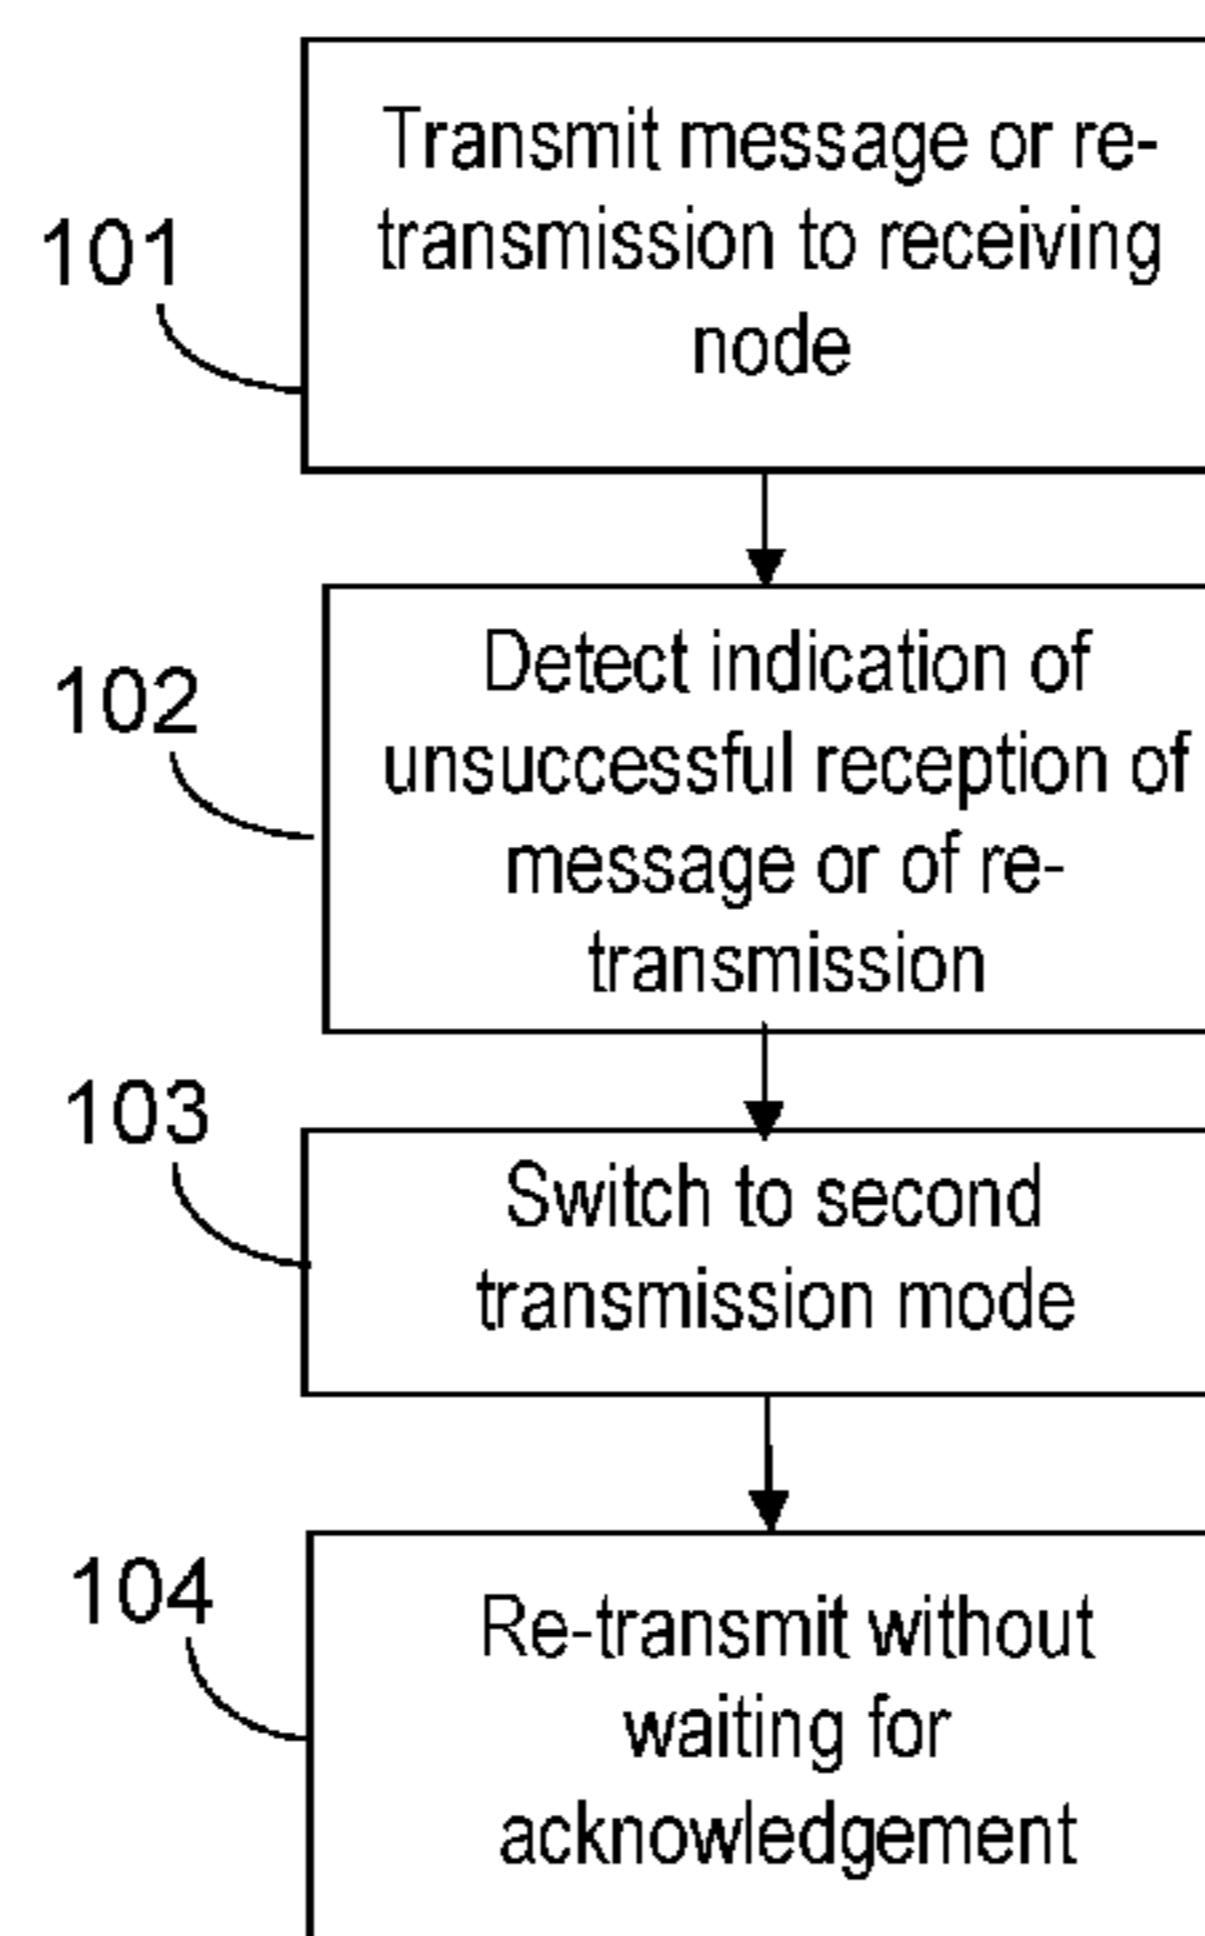 Transmit message or re-
transmission to receiving
node
101
Detect indication of
unsuccessful reception of
message or of re-
transmission
102
103
Switch to second
transmission mode
104
Re-transmit without
waiting for
acknowledgement